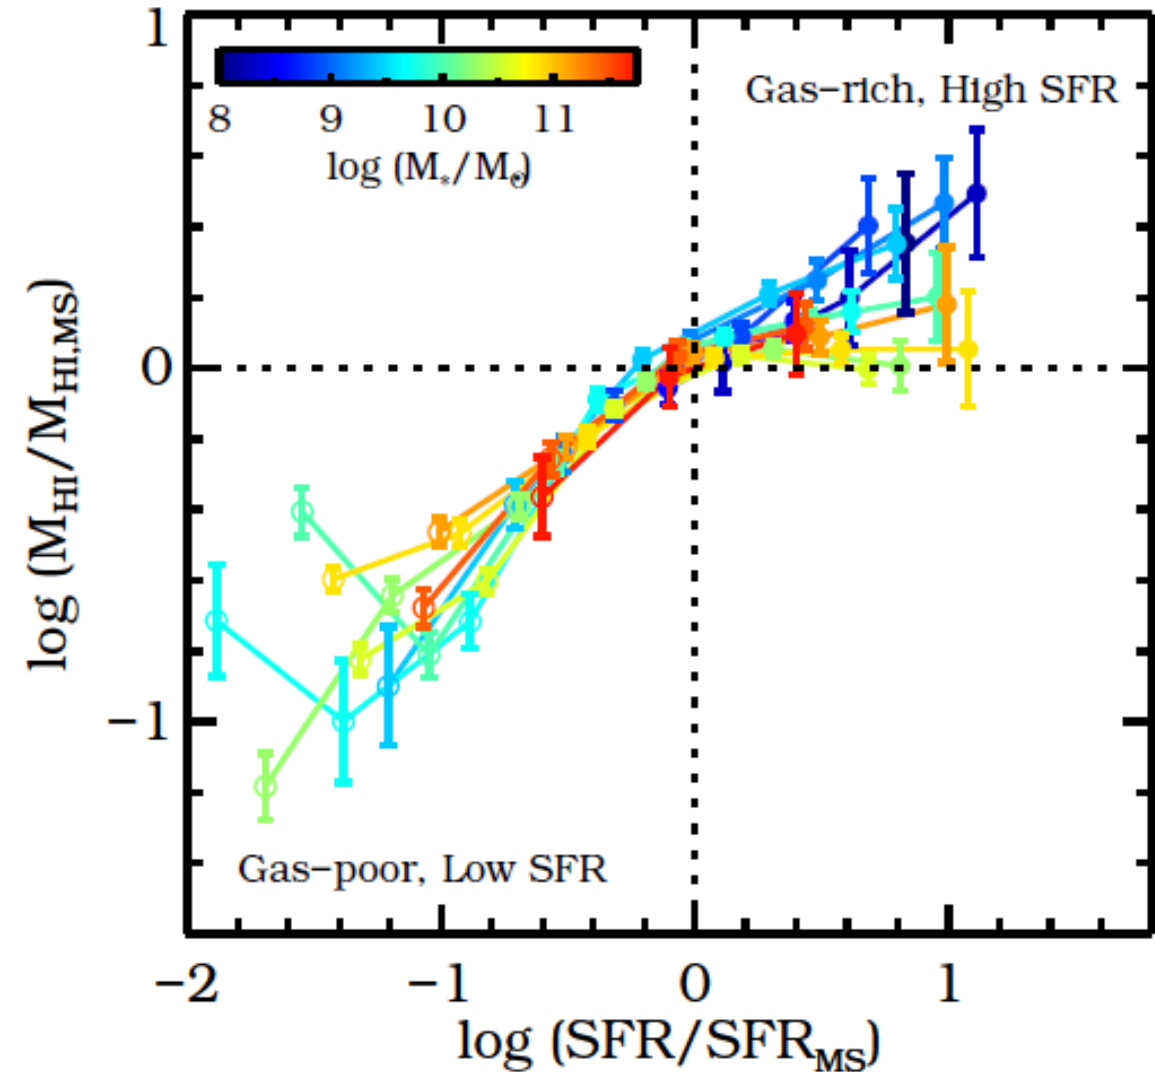 1
8 9 10 11
log (M*/M⊙)
Gas−rich, High SFR
0
−1
log (MHI/MHI,MS)
Gas−poor, Low SFR
−2 −1 0 1
log (SFR/SFRMS)